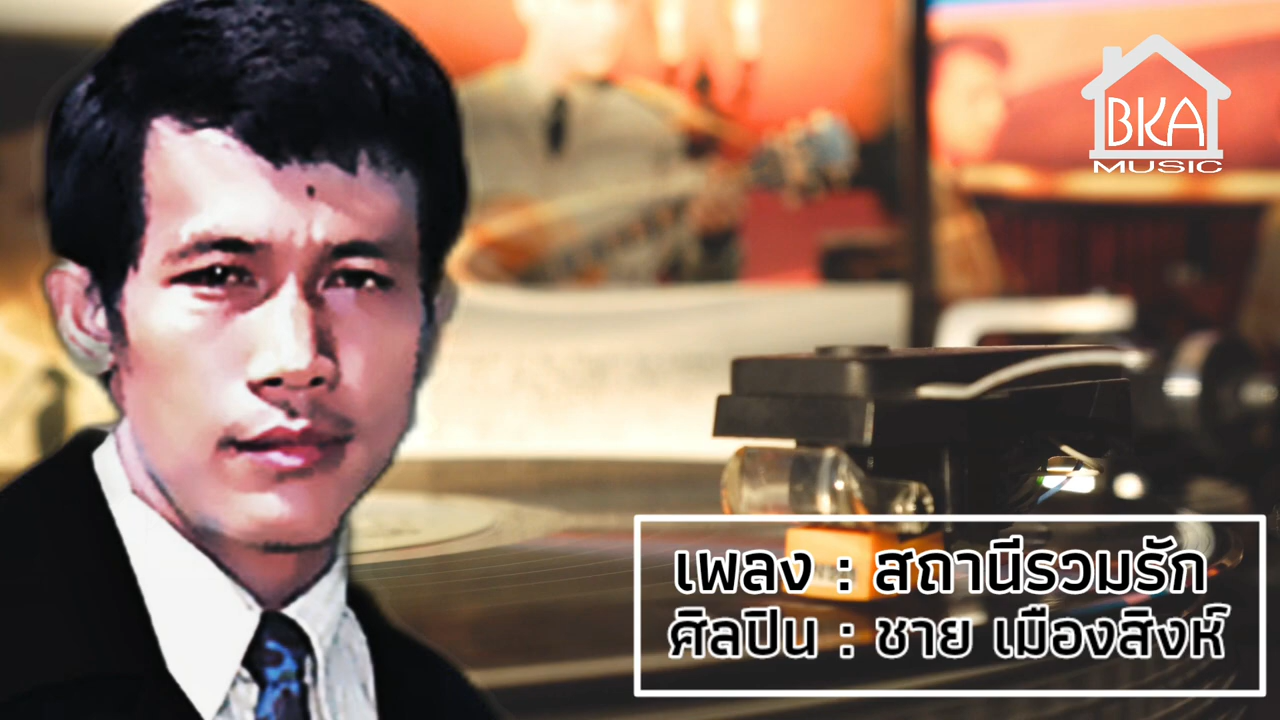 BKA
MUSIC
เพลง : สถานีรวมรัก
ศิลปิน : ชาย เมืองสิงห์